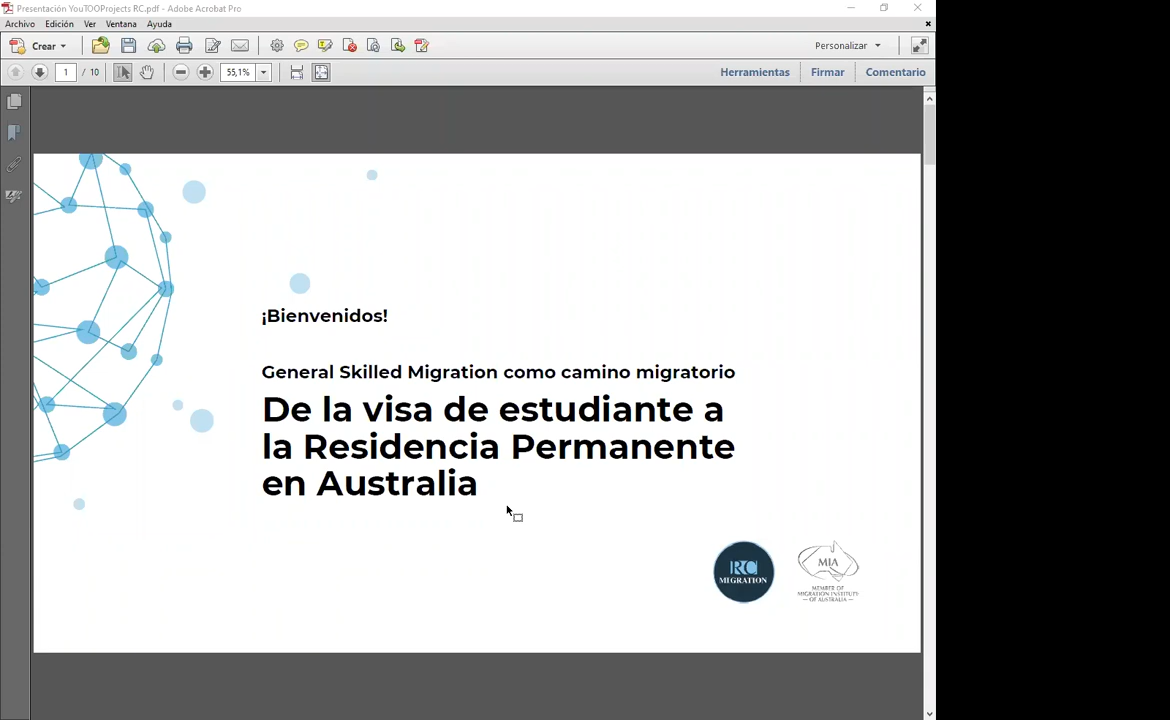 Presentación YouTOOProjects RC.pdf - Adobe Acrobat Pro
Archivo Edición Ver Ventana Ayuda
Crear Personalizar
1 / 10 55,1% Herramientas Firmar Comentario
¡Bienvenidos!
General Skilled Migration como camino migratorio
De la visa de estudiante a
la Residencia Permanente
en Australia
RC
MIGRATION
MIA
MEMBER OF
MIGRATION INSTITUTE
OF AUSTRALIA